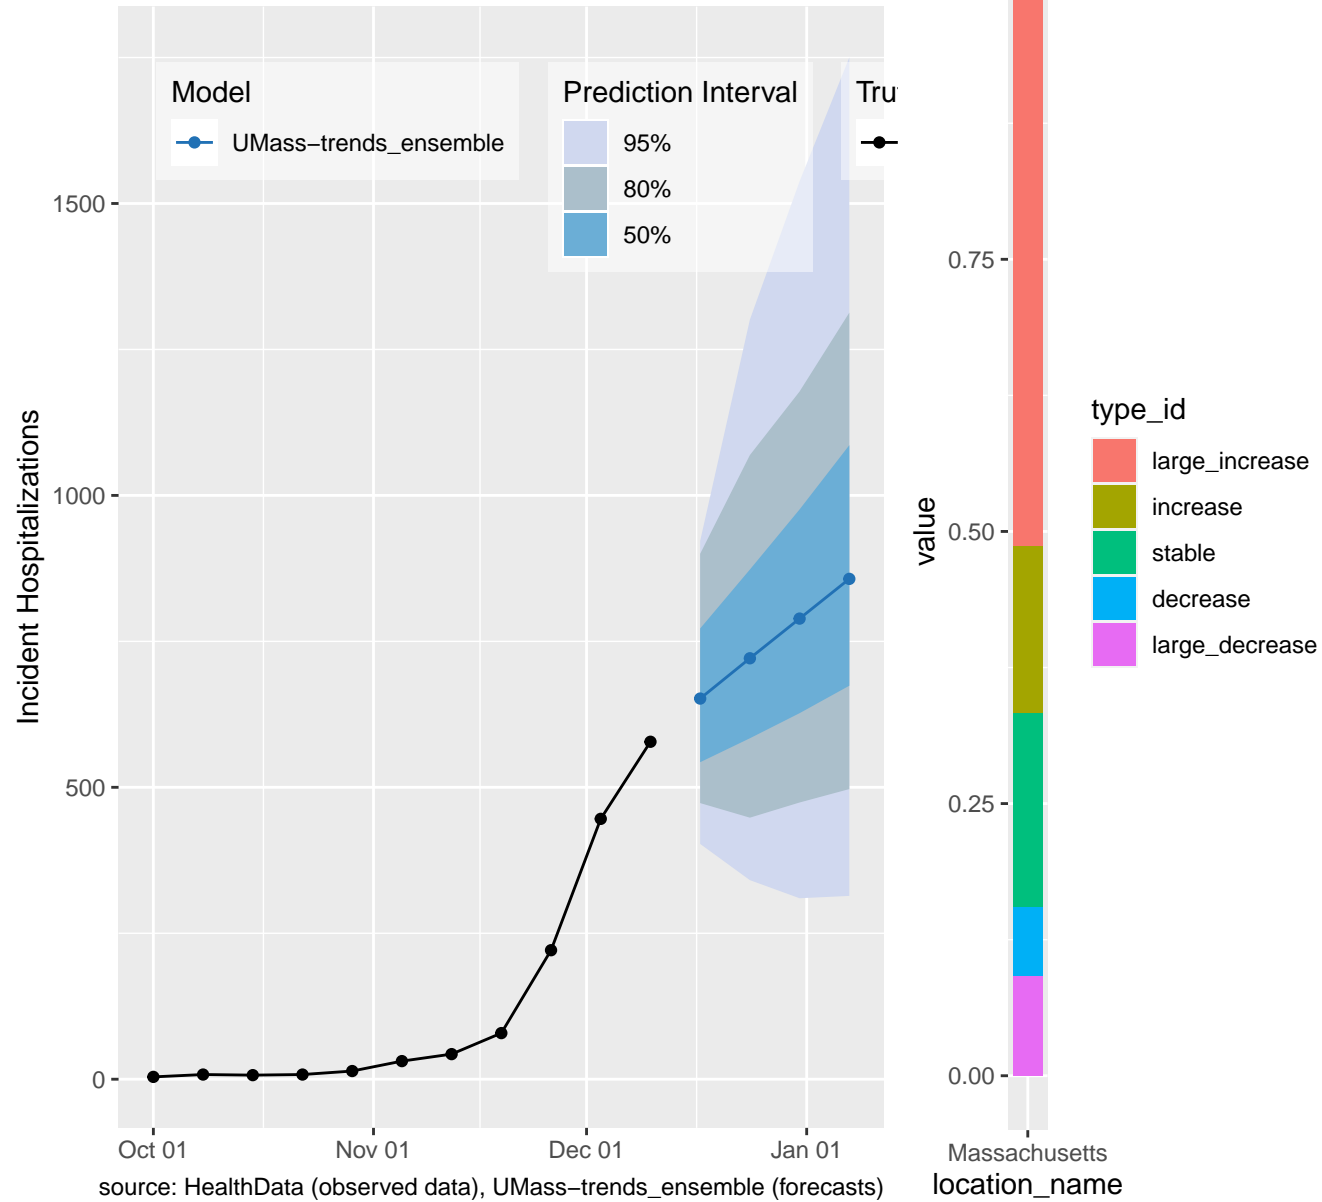 Model
UMass−trends_ensemble
Prediction Interval
95%
80%
50%
Incident Hospitalizations
1500
1000
500
0
Oct 01
Nov 01
Dec 01
Jan 01
source: HealthData (observed data), UMass−trends_ensemble (forecasts)
value
0.75
0.50
0.25
0.00
Massachusetts
location_name
type_id
large_increase
increase
stable
decrease
large_decrease